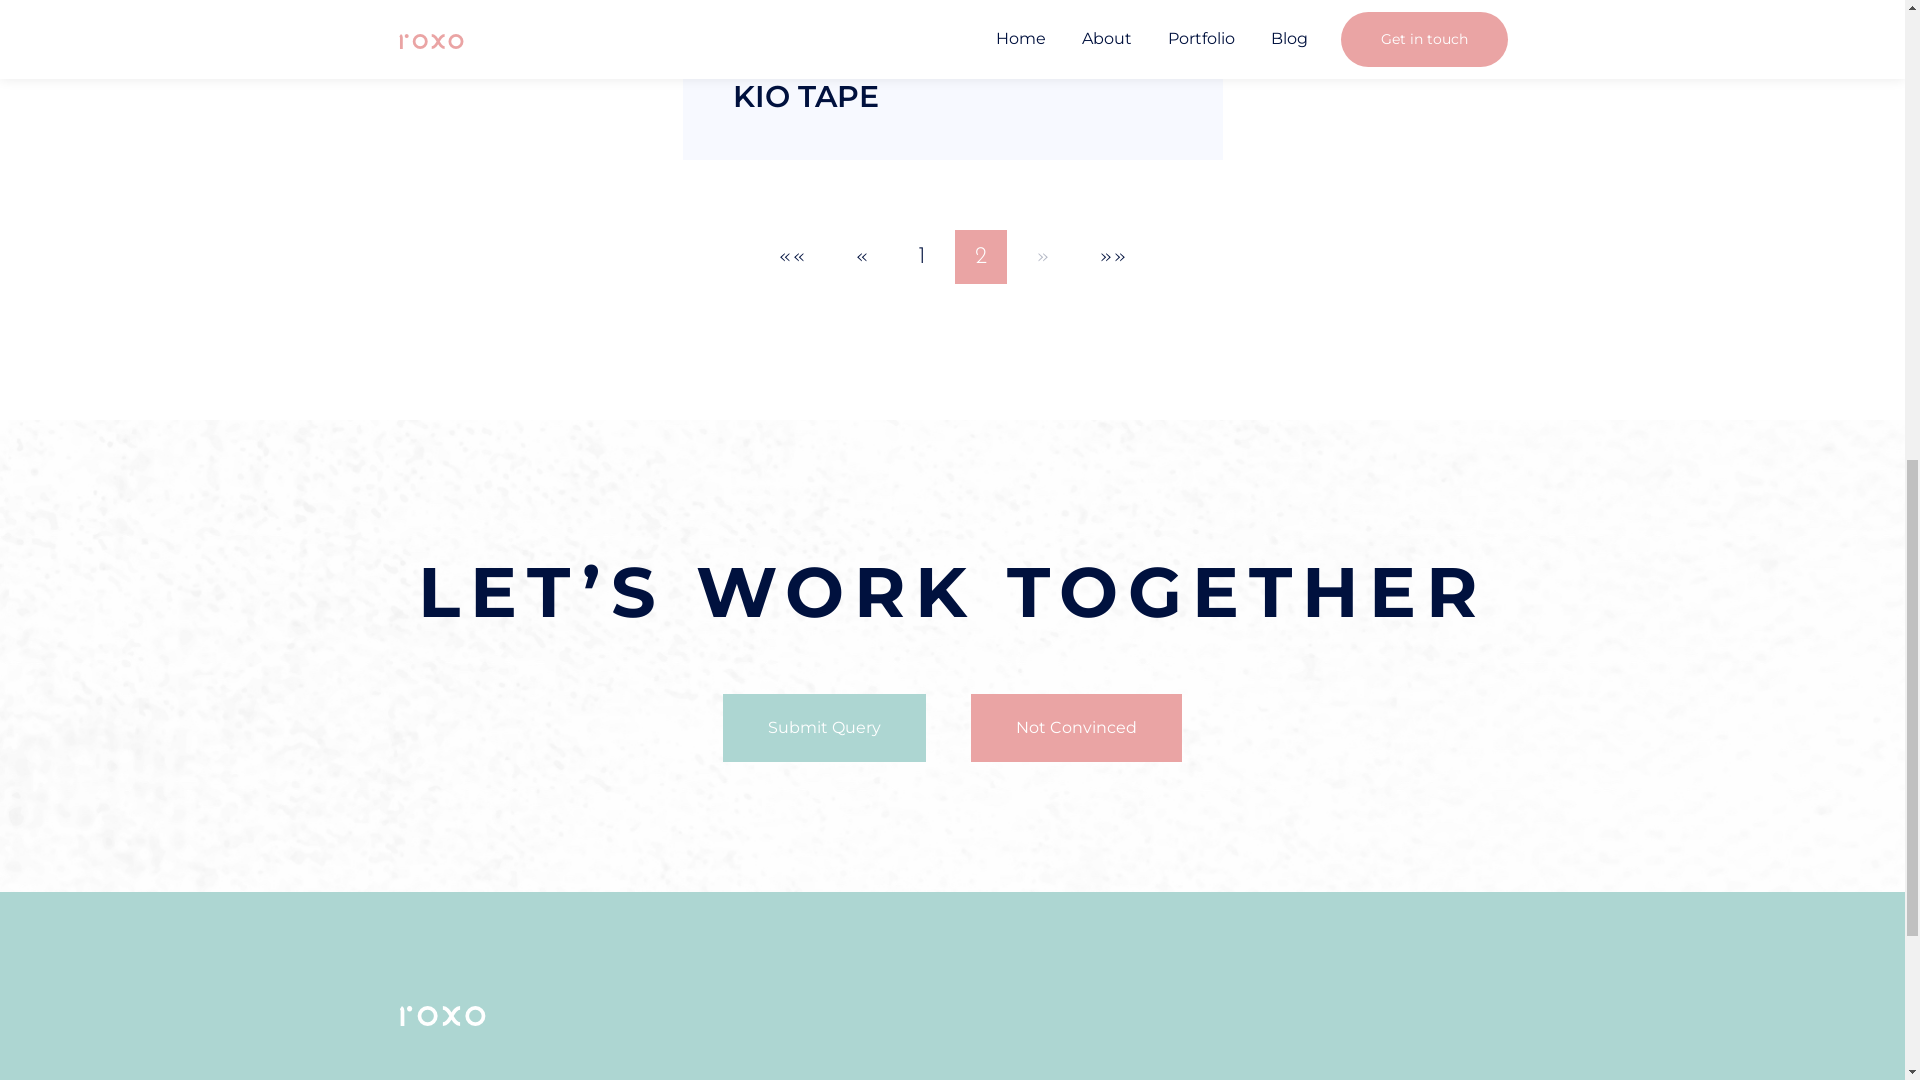 roxo Home About Portfolio Blog Get in touch
KIO TAPE
«« « 1 2 » »»
LET’S WORK TOGETHER
Submit Query Not Convinced
roxo